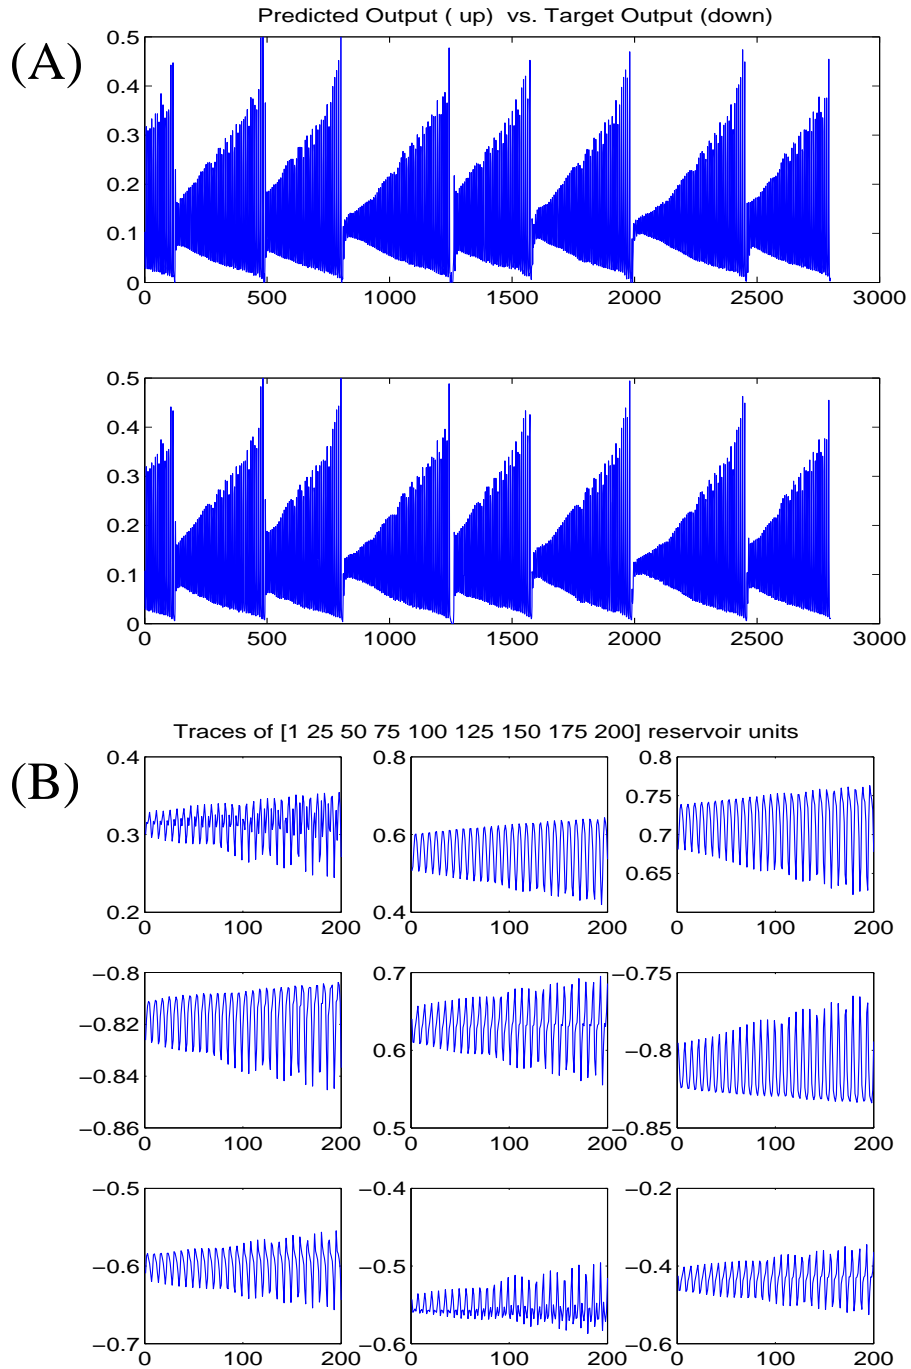 Predicted Output ( up) vs. Target Output (down)
(A)
0.5
0.4
0.3
0.2
0.1
0
0 500 1000 1500 2000 2500 3000
0.5
0.4
0.3
0.2
0.1
0
0 500 1000 1500 2000 2500 3000
Traces of [1 25 50 75 100 125 150 175 200] reservoir units
(B)
0.4
0.3
0.2
0 100 200
0.8
0.6
0.4
0 100 200
0.8
0.75
0.7
0.65
0 100 200
−0.8
−0.82
−0.84
−0.86
0 100 200
0.7
0.6
0.5
0 100 200
−0.75
−0.8
−0.85
0 100 200
−0.5
−0.6
−0.7
0 100 200
−0.4
−0.5
−0.6
0 100 200
−0.2
−0.4
−0.6
0 100 200